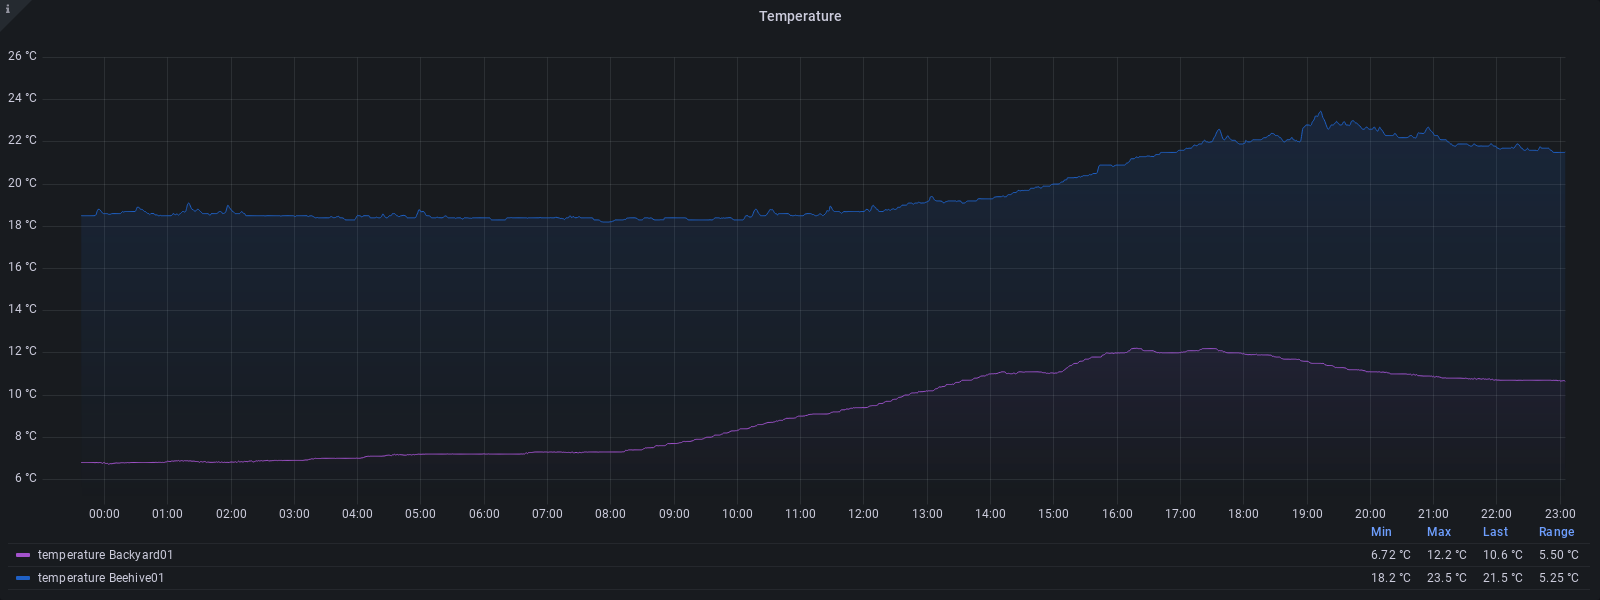 i
Temperature
26 °C
24 °C
22 °C
20 °C
18 °C
16 °C
14 °C
12 °C
10 °C
8 °C
6 °C
00:00 01:00 02:00 03:00 04:00 05:00 06:00 07:00 08:00 09:00 10:00 11:00 12:00 13:00 14:00 15:00 16:00 17:00 18:00 19:00 20:00 21:00 22:00 23:00
Min Max Last Range
temperature Backyard01 6.72 °C 12.2 °C 10.6 °C 5.50 °C
temperature Beehive01 18.2 °C 23.5 °C 21.5 °C 5.25 °C